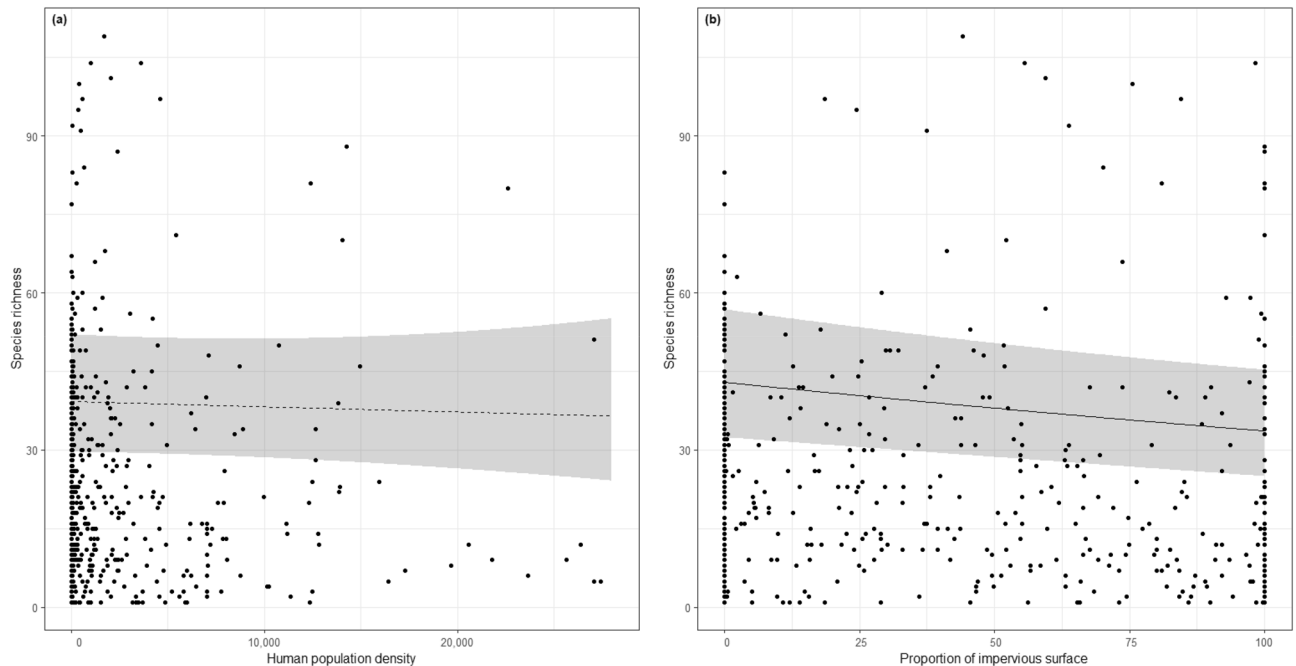 (a)
Species richness
90
60
30
0
0
10,000
20,000
Human population density
(b)
Species richness
90
60
30
0
0
25
50
75
100
Proportion of impervious surface